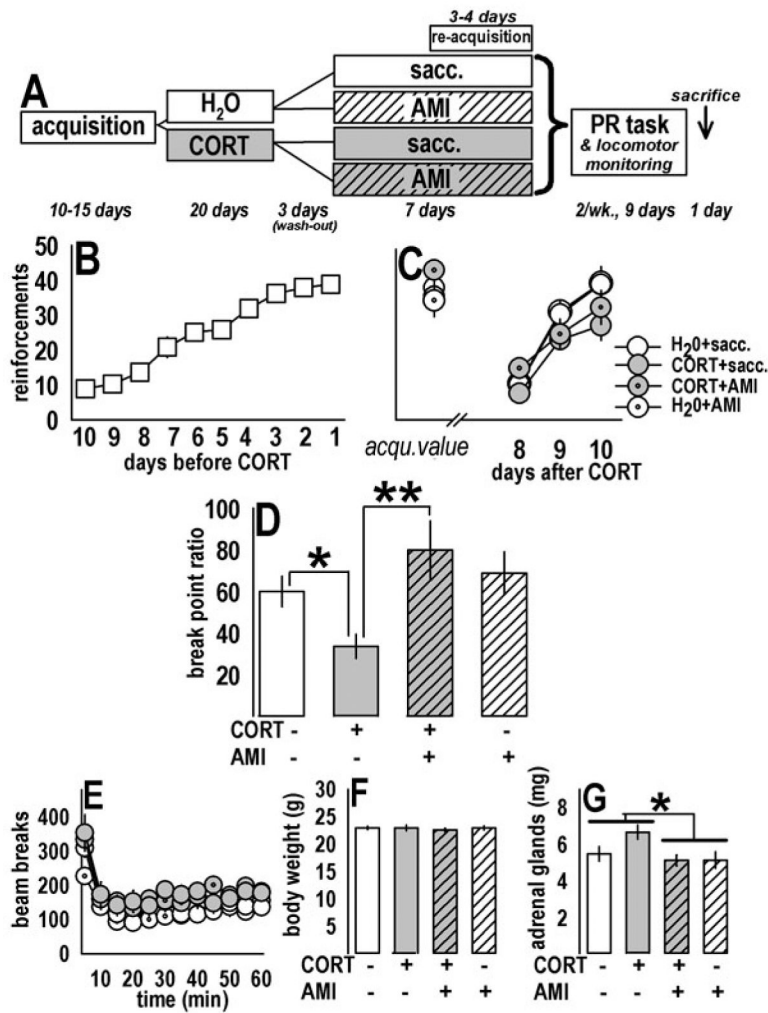 3-4 days
re-acquisition
A
acquisition
H2O
CORT
sacc.
AMI
sacc.
AMI
PR task
& locomotor
monitoring
sacrifice
10-15 days
20 days
3 days
(wash-out)
7 days
2/wk., 9 days
1 day
B
reinforcements
50
40
30
20
10
0
10 9 8 7 6 5 4 3 2 1
days before CORT
C
acqu.value
8 9 10
days after CORT
H20+sacc.
CORT+sacc.
CORT+AMI
H20+AMI
D
break point ratio
100
80
60
40
20
*
**
CORT - + + -
AMI - - + +
E
beam breaks
400
300
200
100
0
10 20 30 40 50 60
time (min)
F
body weight (g)
30
25
20
15
10
5
CORT - + + -
AMI - - + +
G
adrenal glands (mg)
8
6
4
2
*
CORT - + + -
AMI - - + +